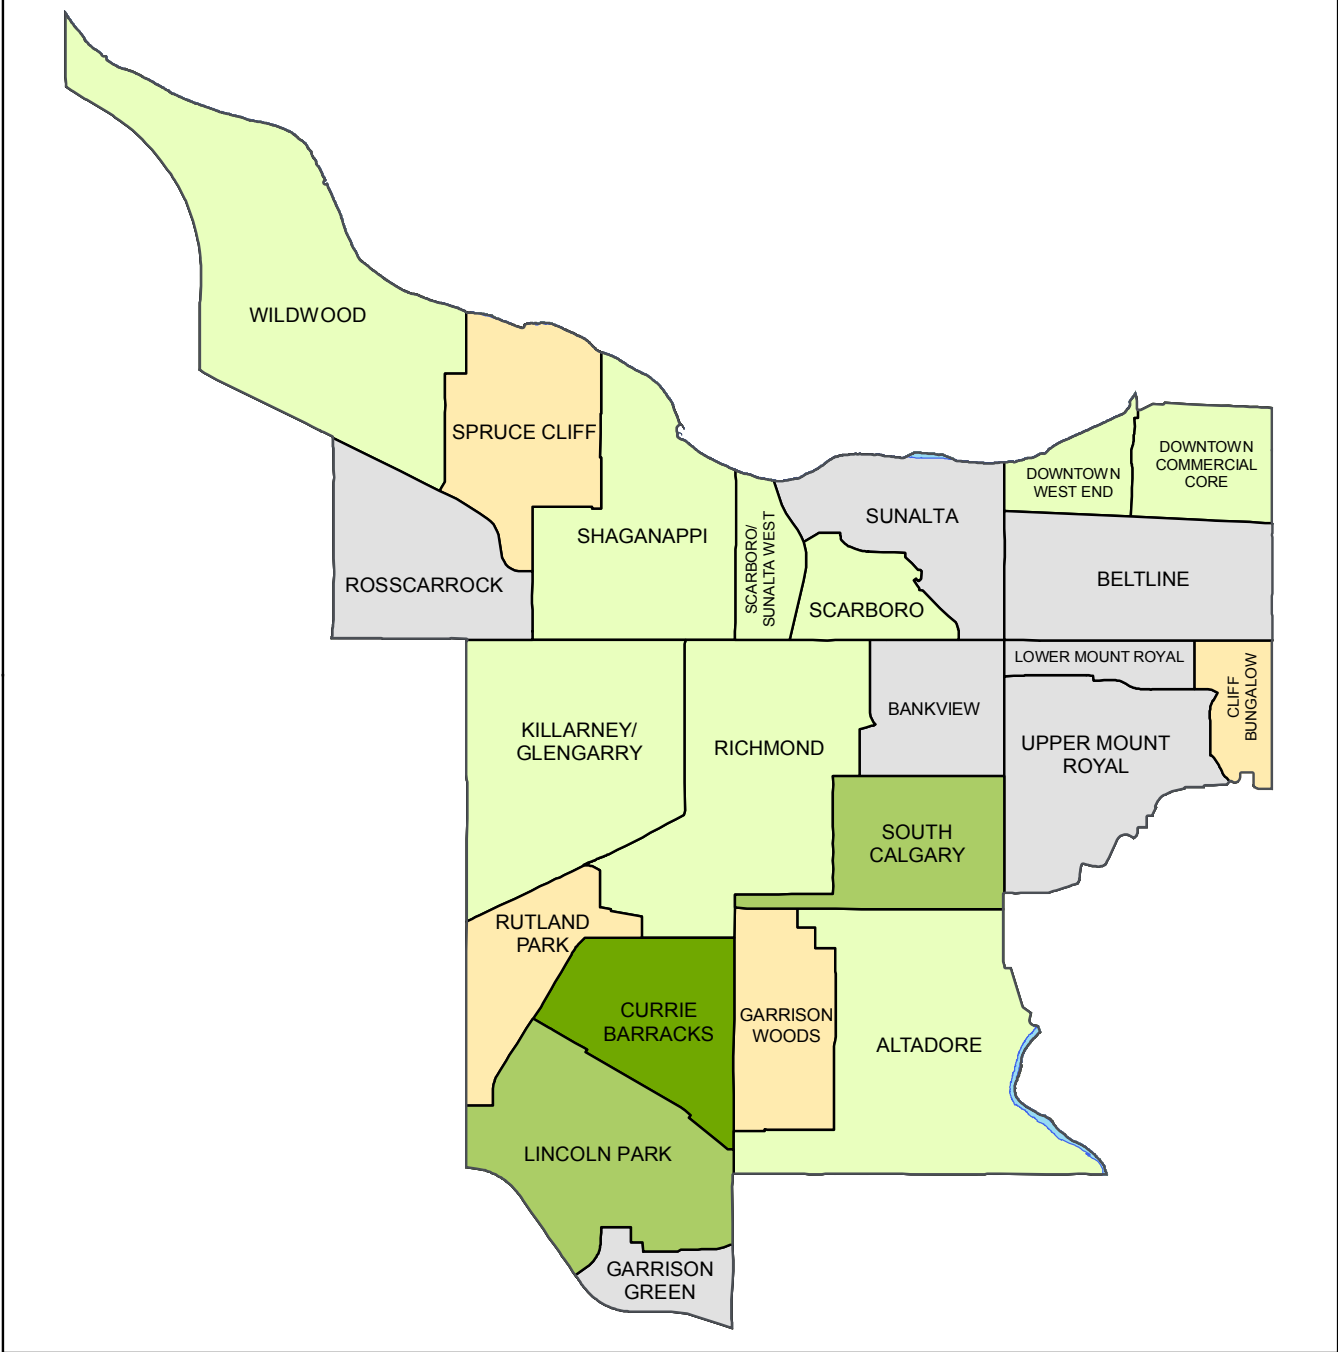 WILDWOOD
SPRUCE CLIFF
DOWNTOWN
COMMERCIAL
CORE
DOWNTOWN
WEST END
SUNALTA
SHAGANAPPI
SCARBORO/
SUNALTA WEST
ROSSCARROCK
BELTLINE
SCARBORO
LOWER MOUNT ROYAL
CLIFF
BUNGALOW
BANKVIEW
KILLARNEY/
GLENGARRY
RICHMOND
UPPER MOUNT
ROYAL
SOUTH
CALGARY
RUTLAND
PARK
CURRIE
BARRACKS
GARRISON
WOODS
ALTADORE
LINCOLN PARK
GARRISON
GREEN